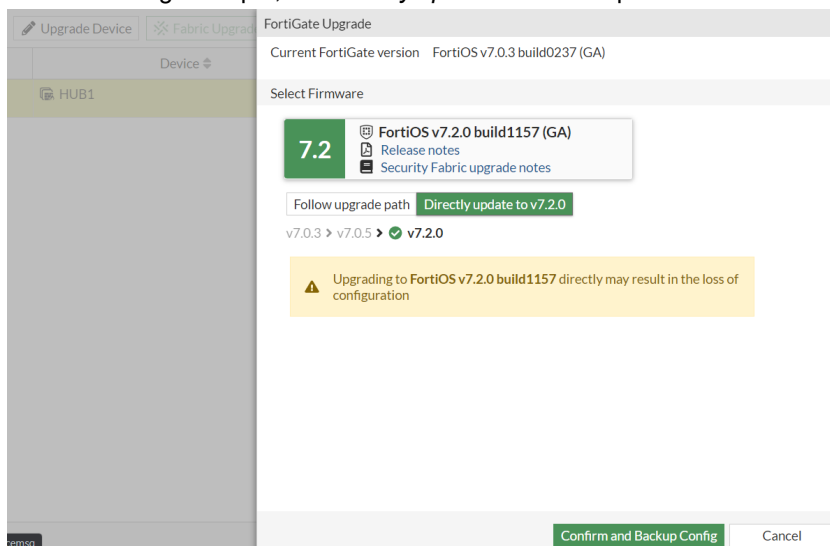 Upgrade Device
Fabric Upgrad
Device
HUB1
FortiGate Upgrade
Current FortiGate version FortiOS v7.0.3 build0237 (GA)
Select Firmware
7.2
FortiOS v7.2.0 build1157 (GA)
Release notes
Security Fabric upgrade notes
Follow upgrade path
Directly update to v7.2.0
v7.0.3 > v7.0.5 > v7.2.0
Upgrading to FortiOS v7.2.0 build1157 directly may result in the loss of
configuration
Confirm and Backup Config
Cancel